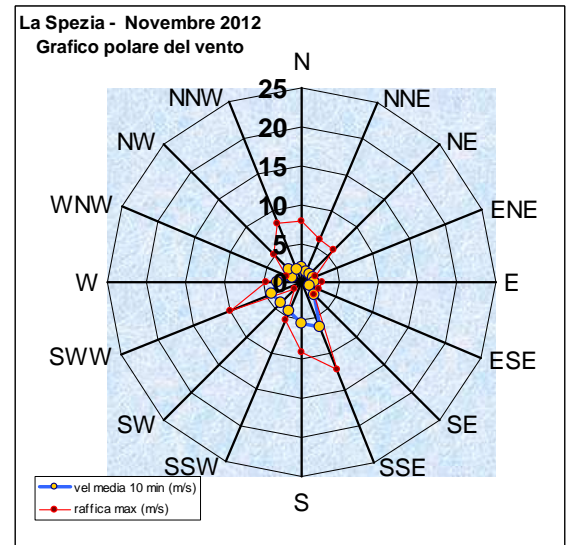 La Spezia - Novembre 2012
Grafico polare del vento
N
NNE
NE
ENE
E
ESE
SE
SSE
S
SSW
SW
SWW
W
WNW
NW
NNW
25
20
15
10
5
0
vel media 10 min (m/s)
raffica max (m/s)